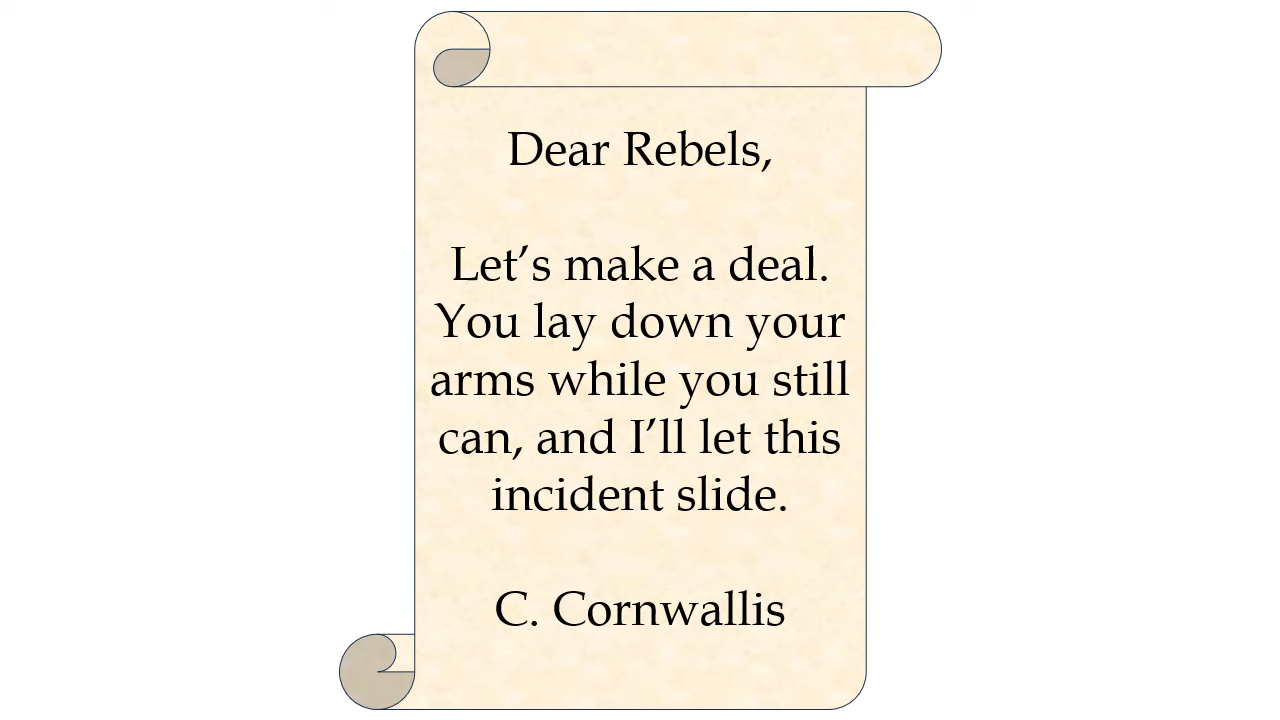 Dear Rebels,
Let’s make a deal.
You lay down your
arms while you still
can, and I’ll let this
incident slide.
C. Cornwallis